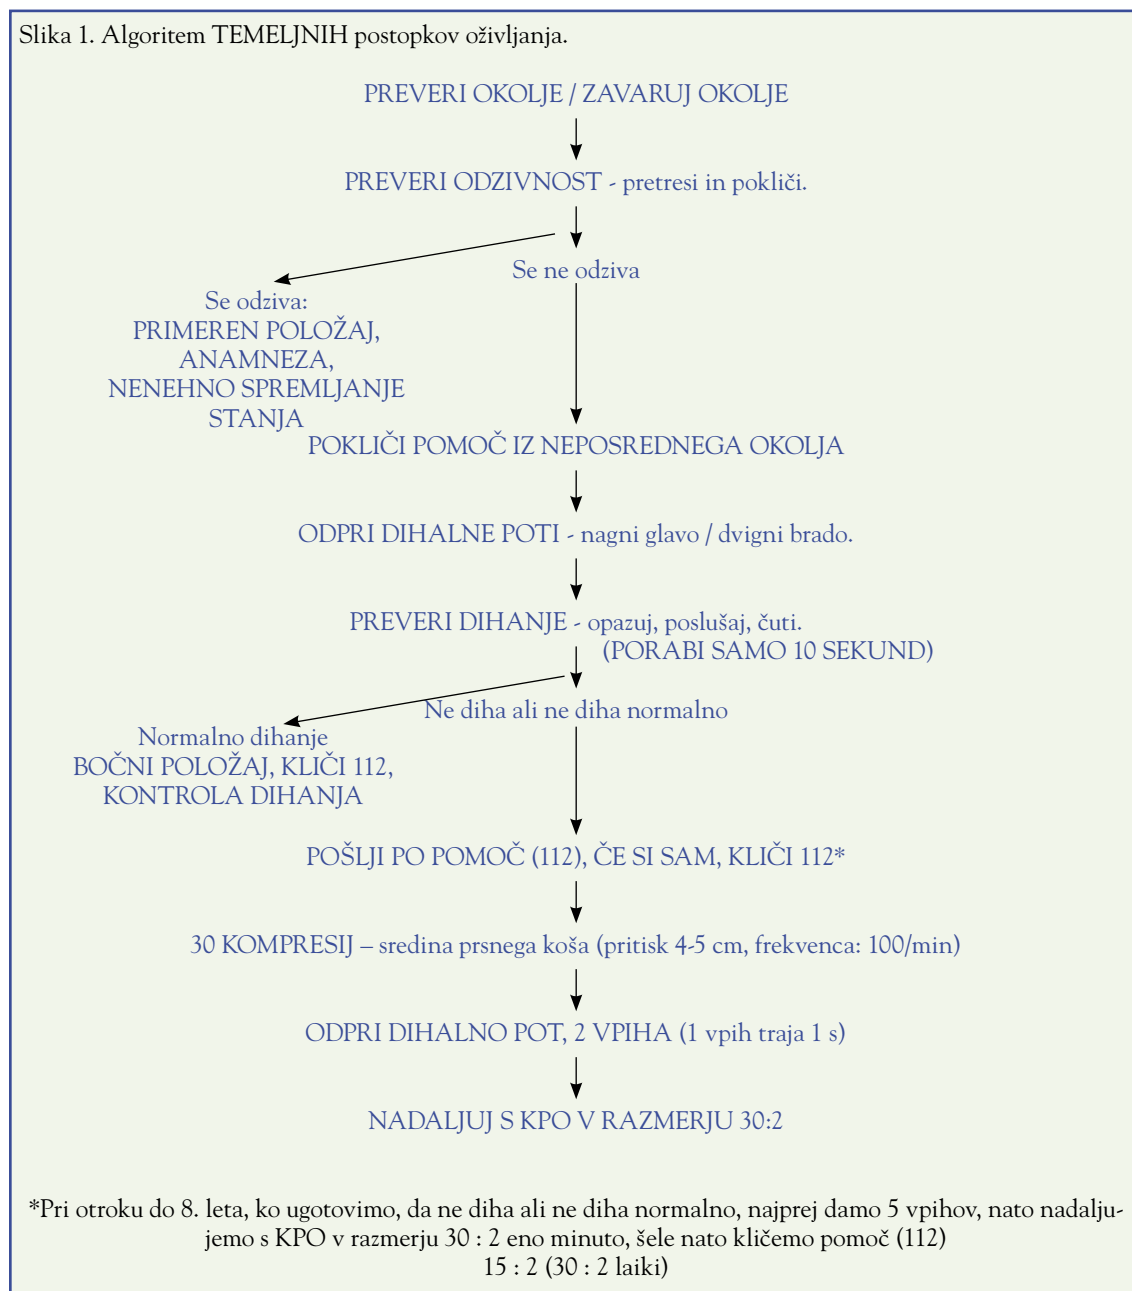 Slika 1. Algoritem TEMELJNIH postopkov oživljanja.
PREVERI OKOLJE / ZAVARUJ OKOLJE
PREVERI ODZIVNOST - pretresi in pokliči.
Se ne odziva
Se odziva:
PRIMEREN POLOŽAJ,
ANAMNEZA,
NENEHNO SPREMLJANJE
STANJA
POKLIČI POMOČ IZ NEPOSREDNEGA OKOLJA
ODPRI DIHALNE POTI - nagni glavo / dvigni brado.
PREVERI DIHANJE - opazuj, poslušaj, čuti.
(PORABI SAMO 10 SEKUND)
Ne diha ali ne diha normalno
Normalno dihanje
BOČNI POLOŽAJ, KLIČI 112,
KONTROLA DIHANJA
POŠLJI PO POMOČ (112), ČE SI SAM, KLIČI 112*
30 KOMPRESIJ – sredina prsnega koša (pritisk 4-5 cm, frekvenca: 100/min)
ODPRI DIHALNO POT, 2 VPIHA (1 vpih traja 1 s)
NADALJUJ S KPO V RAZMERJU 30:2
*Pri otroku do 8. leta, ko ugotovimo, da ne diha ali ne diha normalno, najprej damo 5 vpihov, nato nadalju-
jemo s KPO v razmerju 30 : 2 eno minuto, šele nato kličemo pomoč (112)
15 : 2 (30 : 2 laiki)